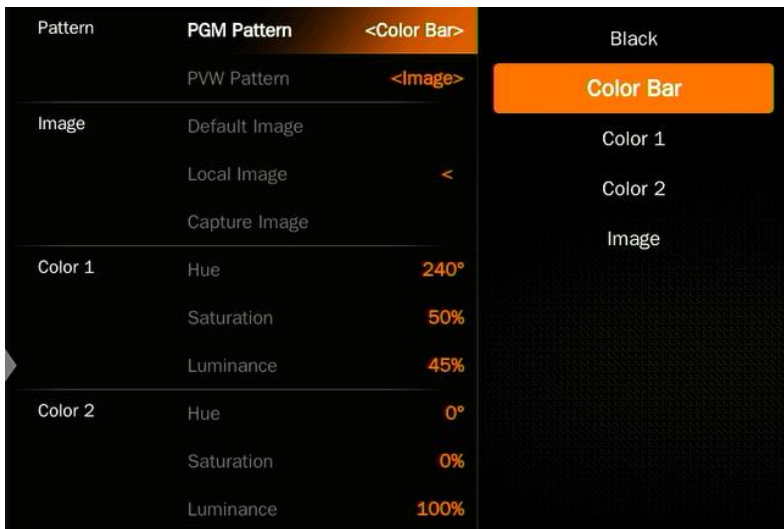 Pattern PGM Pattern <Color Bar>
PVW Pattern <Image>
Image Default Image
Local Image <
Capture Image
Color 1 Hue 240°
Saturation 50%
Luminance 45%
Color 2 Hue 0°
Saturation 0%
Luminance 100%
Black
Color Bar
Color 1
Color 2
Image